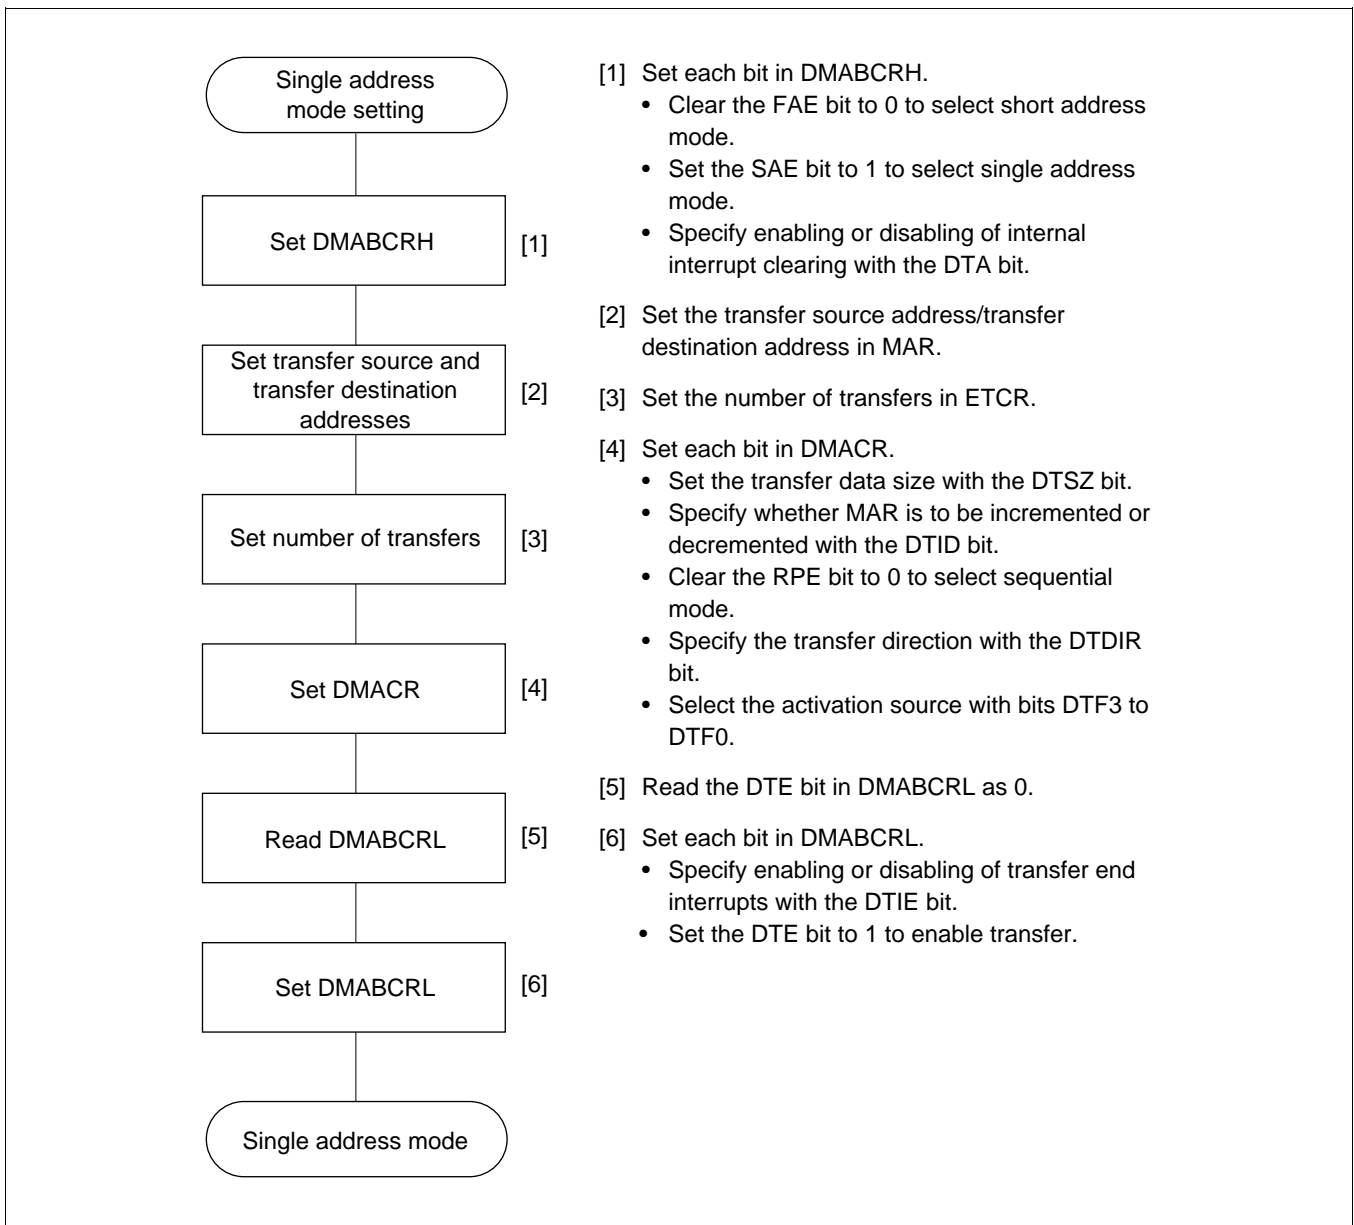 Single address
mode setting
Set DMABCRH
[1]
Set transfer source and
transfer destination
addresses
[2]
Set number of transfers
[3]
Set DMACR
[4]
Read DMABCRL
[5]
Set DMABCRL
[6]
Single address mode
[1] Set each bit in DMABCRH.
• Clear the FAE bit to 0 to select short address
mode.
• Set the SAE bit to 1 to select single address
mode.
• Specify enabling or disabling of internal
interrupt clearing with the DTA bit.
[2] Set the transfer source address/transfer
destination address in MAR.
[3] Set the number of transfers in ETCR.
[4] Set each bit in DMACR.
• Set the transfer data size with the DTSZ bit.
• Specify whether MAR is to be incremented or
decremented with the DTID bit.
• Clear the RPE bit to 0 to select sequential
mode.
• Specify the transfer direction with the DTDIR
bit.
• Select the activation source with bits DTF3 to
DTF0.
[5] Read the DTE bit in DMABCRL as 0.
[6] Set each bit in DMABCRL.
• Specify enabling or disabling of transfer end
interrupts with the DTIE bit.
• Set the DTE bit to 1 to enable transfer.